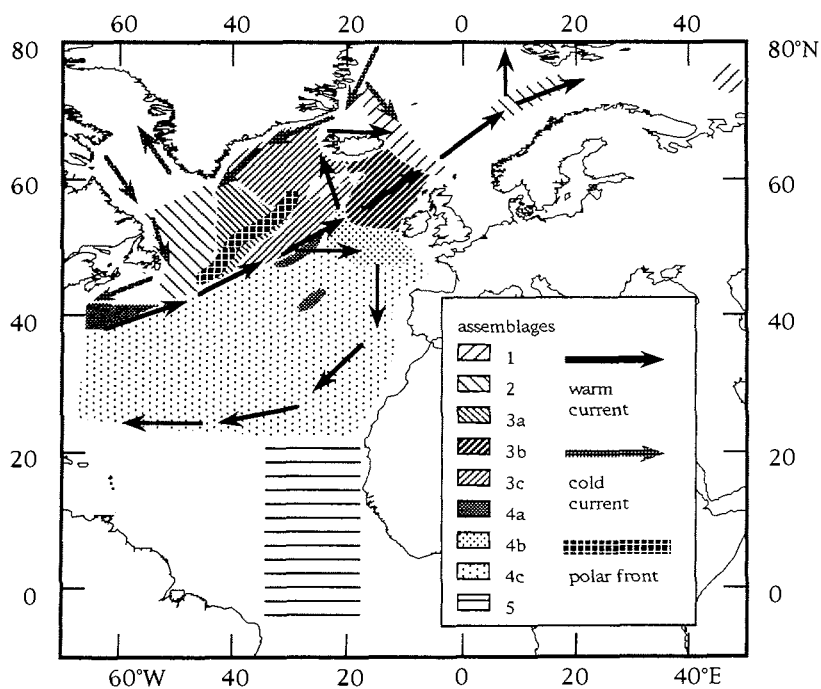 60 40 20 0 20 40
80 80°N
60 60
40 40
20 20
0 0
60°W 40 20 0 20 40°E
assemblages
1
2
3a
3b
3c
4a
4b
4c
5
warm
current
cold
current
polar front